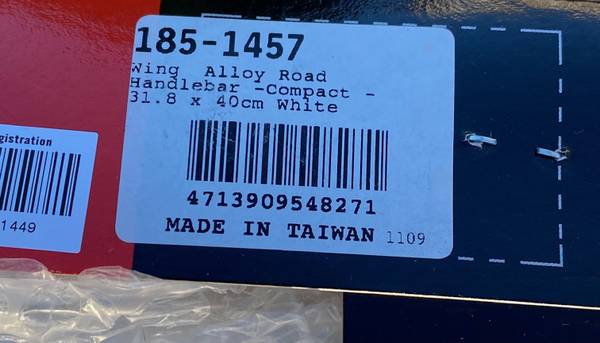 185-1457
Wing Alloy Road
Handlebar -Compact -
31.8 x 40cm White
4713909548271
MADE IN TAIWAN 1109
gistration
1449